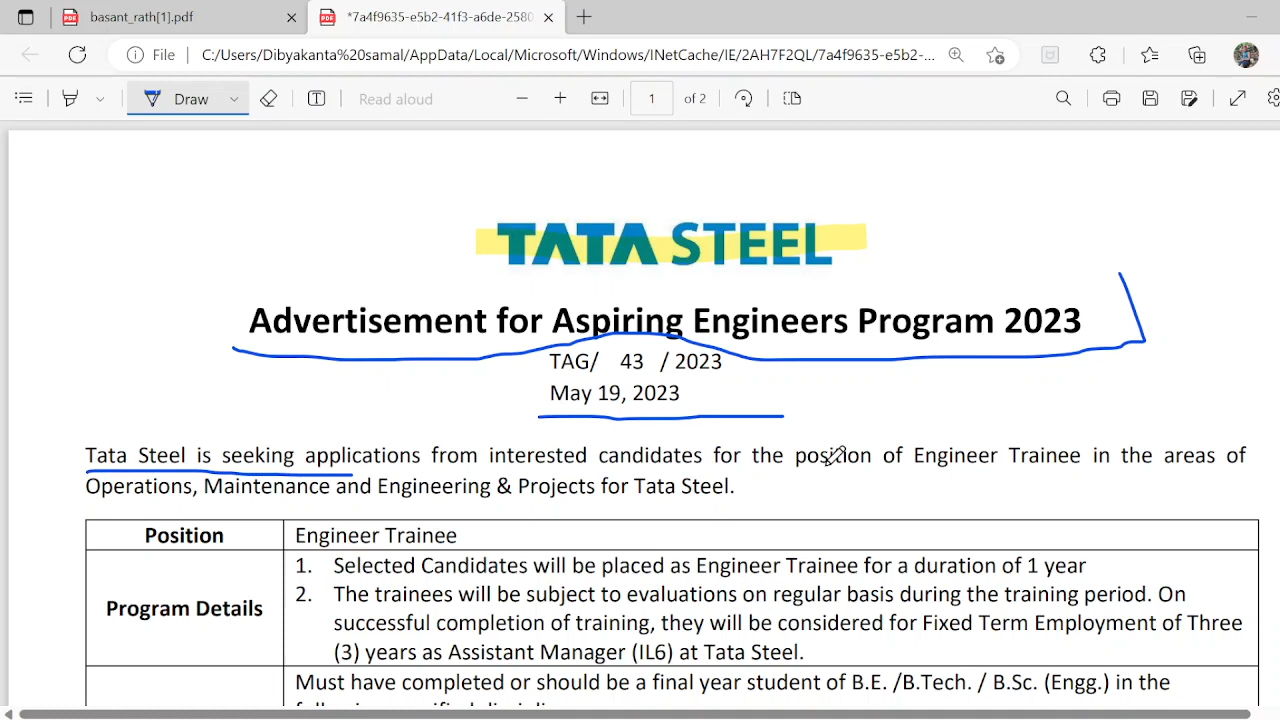 basant_rath[1].pdf
*7a4f9635-e5b2-41f3-a6de-2580
File
C:/Users/Dibyakanta%20samal/AppData/Local/Microsoft/Windows/INetCache/IE/2AH7F2QL/7a4f9635-e5b2-...
Draw
Read aloud
1
of 2
TATA STEEL
Advertisement for Aspiring Engineers Program 2023
TAG/ 43 / 2023
May 19, 2023
Tata Steel is seeking applications from interested candidates for the position of Engineer Trainee in the areas of
Operations, Maintenance and Engineering & Projects for Tata Steel.
Position
Engineer Trainee
Program Details
1. Selected Candidates will be placed as Engineer Trainee for a duration of 1 year
2. The trainees will be subject to evaluations on regular basis during the training period. On
successful completion of training, they will be considered for Fixed Term Employment of Three
(3) years as Assistant Manager (IL6) at Tata Steel.
Must have completed or should be a final year student of B.E. /B.Tech. / B.Sc. (Engg.) in the